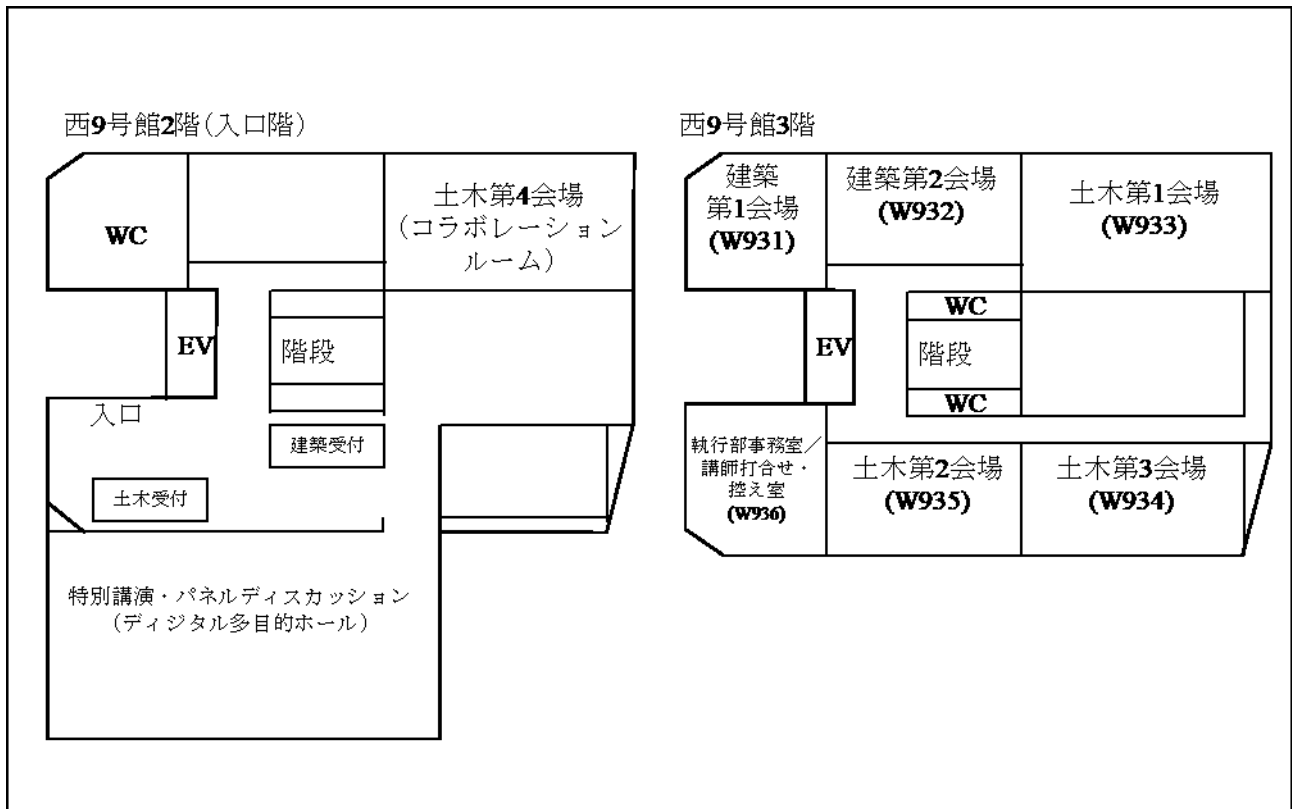 西9号館2階(入口階)
WC
土木第4会場
(コラボレーション
ルーム)
EV
階段
入口
建築受付
土木受付
特別講演・パネルディスカッション
(ディジタル多目的ホール)
西9号館3階
建築
第1会場
(W931)
建築第2会場
(W932)
土木第1会場
(W933)
WC
EV
階段
WC
執行部事務室/
講師打合せ・
控え室
(W936)
土木第2会場
(W935)
土木第3会場
(W934)